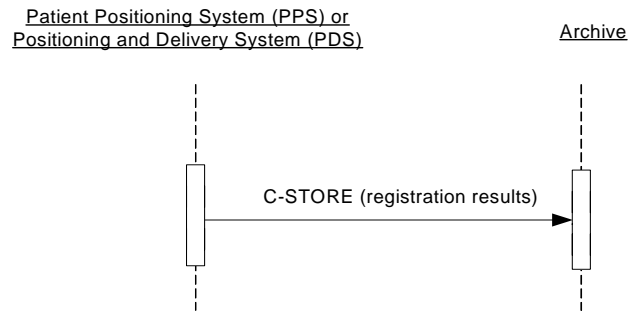 Patient Positioning System (PPS) or
Positioning and Delivery System (PDS)
Archive
C-STORE (registration results)